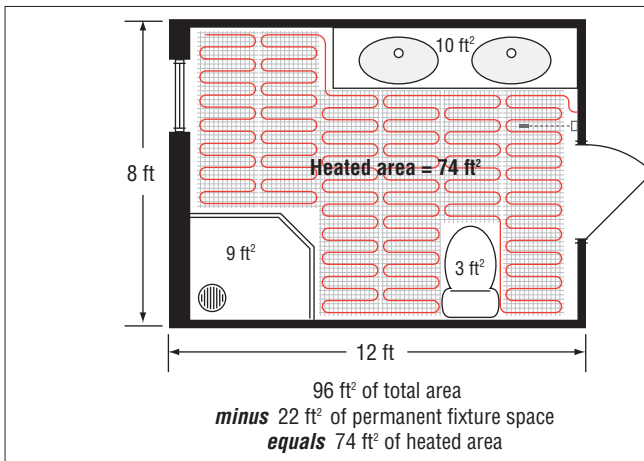 10 ft²
8 ft
Heated area = 74 ft²
9 ft²
3 ft²
12 ft
96 ft² of total area
minus 22 ft² of permanent fixture space
equals 74 ft² of heated area